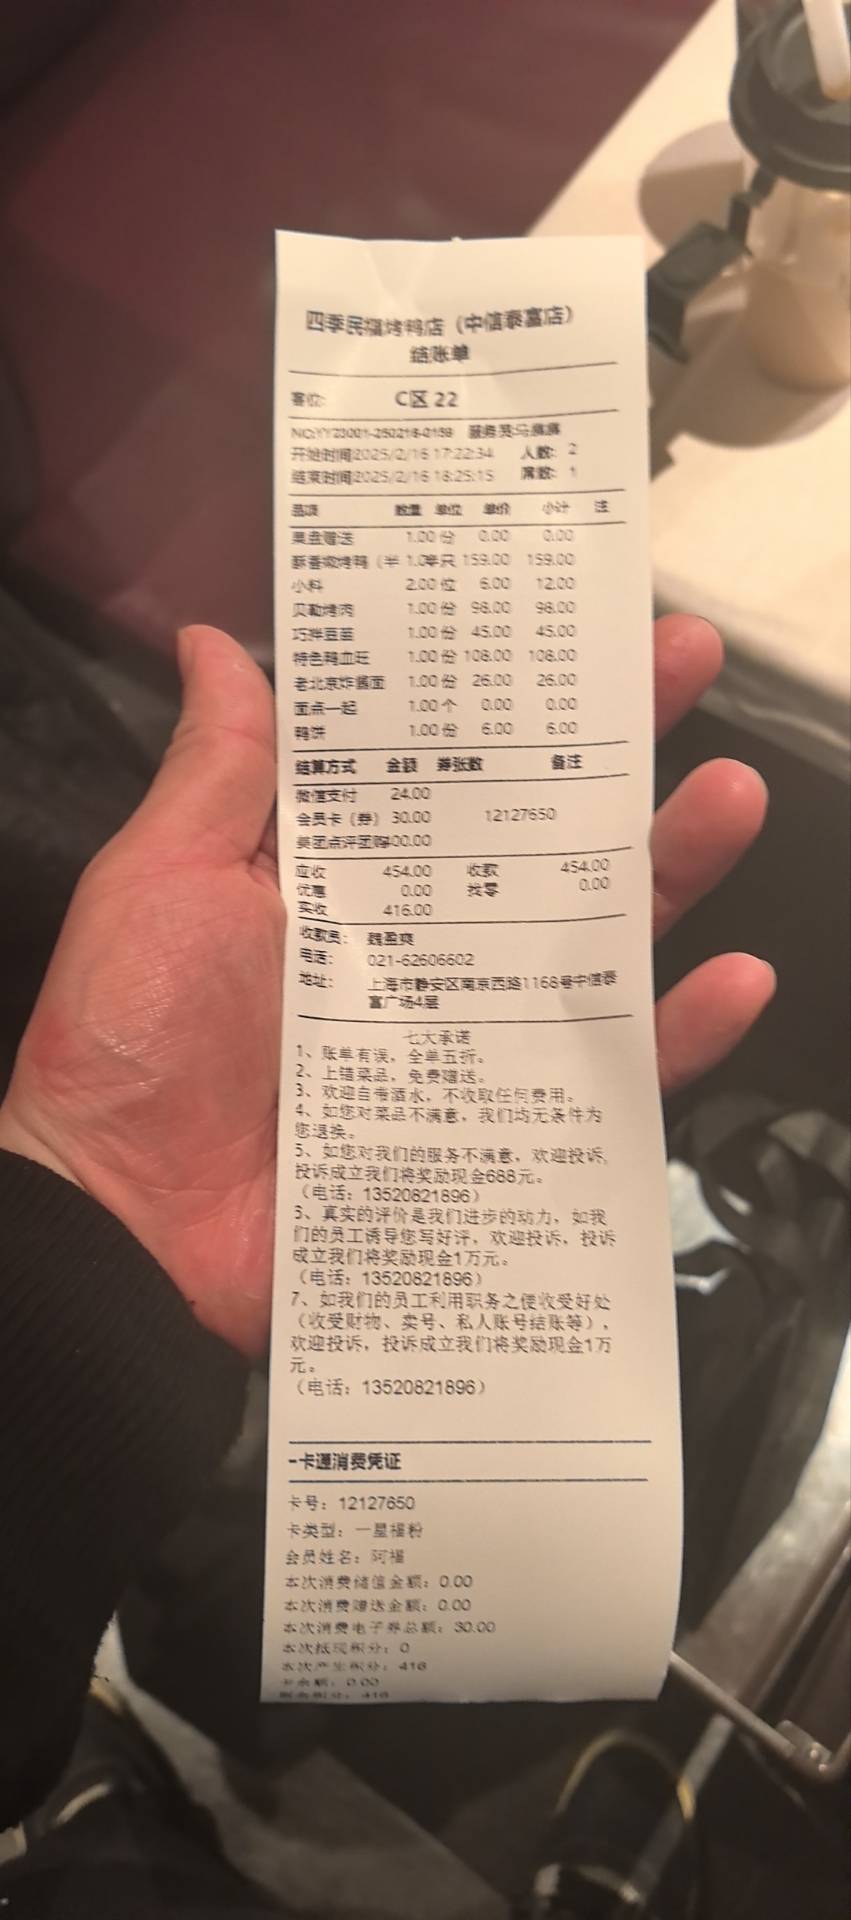 四季民福烤鸭店（中信泰富店）
结账单
客位: C区 22
NO:YY23001-250216-0159 服务员:马
开始时间2025/2/16 17:22:34 人数: 2
结束时间2025/2/16 18:25:15 席数: 1
品项 数量 单位 单价 小计 注
果盘赠送 1.00 份 0.00 0.00
酥香嫩烤鸭（半 1.0 半只 159.00 159.00
小料 2.00 位 6.00 12.00
贝勒烤肉 1.00 份 98.00 98.00
巧拌豆苗 1.00 份 45.00 45.00
特色鸭血旺 1.00 份 108.00 108.00
老北京炸酱面 1.00 份 26.00 26.00
面点一起 1.00 个 0.00 0.00
鸭饼 1.00 份 6.00 6.00
结算方式 金额 券张数 备注
微信支付 24.00
会员卡（券） 30.00 12127650
美团点评团购400.00
应收 454.00 收款 454.00
优惠 0.00 找零 0.00
实收 416.00
收款员: 魏盈爽
电话: 021-62606602
地址: 上海市静安区南京西路1168号中信泰
富广场4层
七大承诺
1、账单有误，全单五折。
2、上错菜品，免费赠送。
3、欢迎自带酒水，不收取任何费用。
4、如您对菜品不满意，我们均无条件为
您退换。
5、如您对我们的服务不满意，欢迎投诉,
投诉成立我们将奖励现金688元。
（电话：13520821896）
6、真实的评价是我们进步的动力，如我
们的员工诱导您写好评，欢迎投诉，投诉
成立我们将奖励现金1万元。
（电话：13520821896）
7、如我们的员工利用职务之便收受好处
（收受财物、卖号、私人账号结账等），
欢迎投诉，投诉成立我们将奖励现金1万
元。
（电话：13520821896）
一卡通消费凭证
卡号：12127650
卡类型：一星福粉
会员姓名：阿福
本次消费储值金额：0.00
本次消费赠送金额：0.00
本次消费电子券总额：30.00
本次抵现积分：0
本次产生积分：416
卡余额：0.00